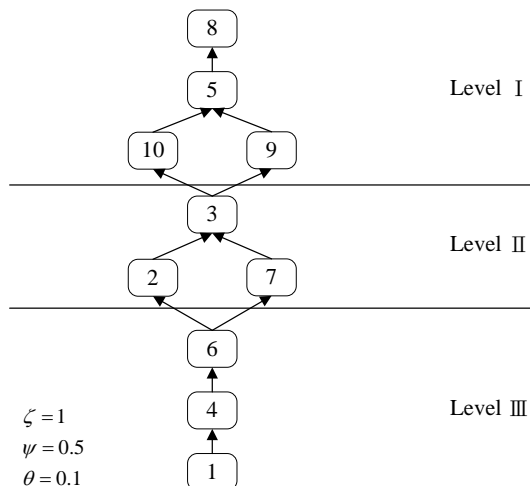 8
5
Level Ⅰ
10 9
3
Level Ⅱ
2 7
6
4
Level Ⅲ
1
ζ = 1
ψ = 0.5
θ = 0.1